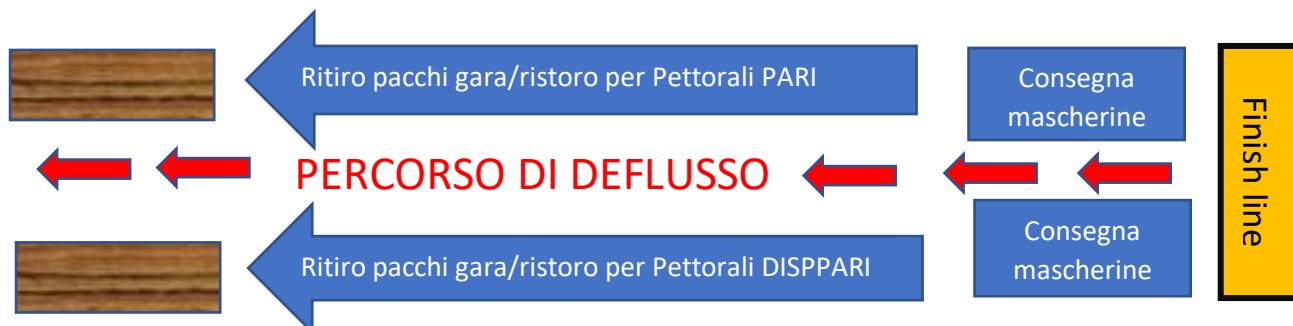 Ritiro pacchi gara/ristoro per Pettorali PARI
Consegna
mascherine
Finish line
PERCORSO DI DEFLUSSO
Ritiro pacchi gara/ristoro per Pettorali DISPPARI
Consegna
mascherine